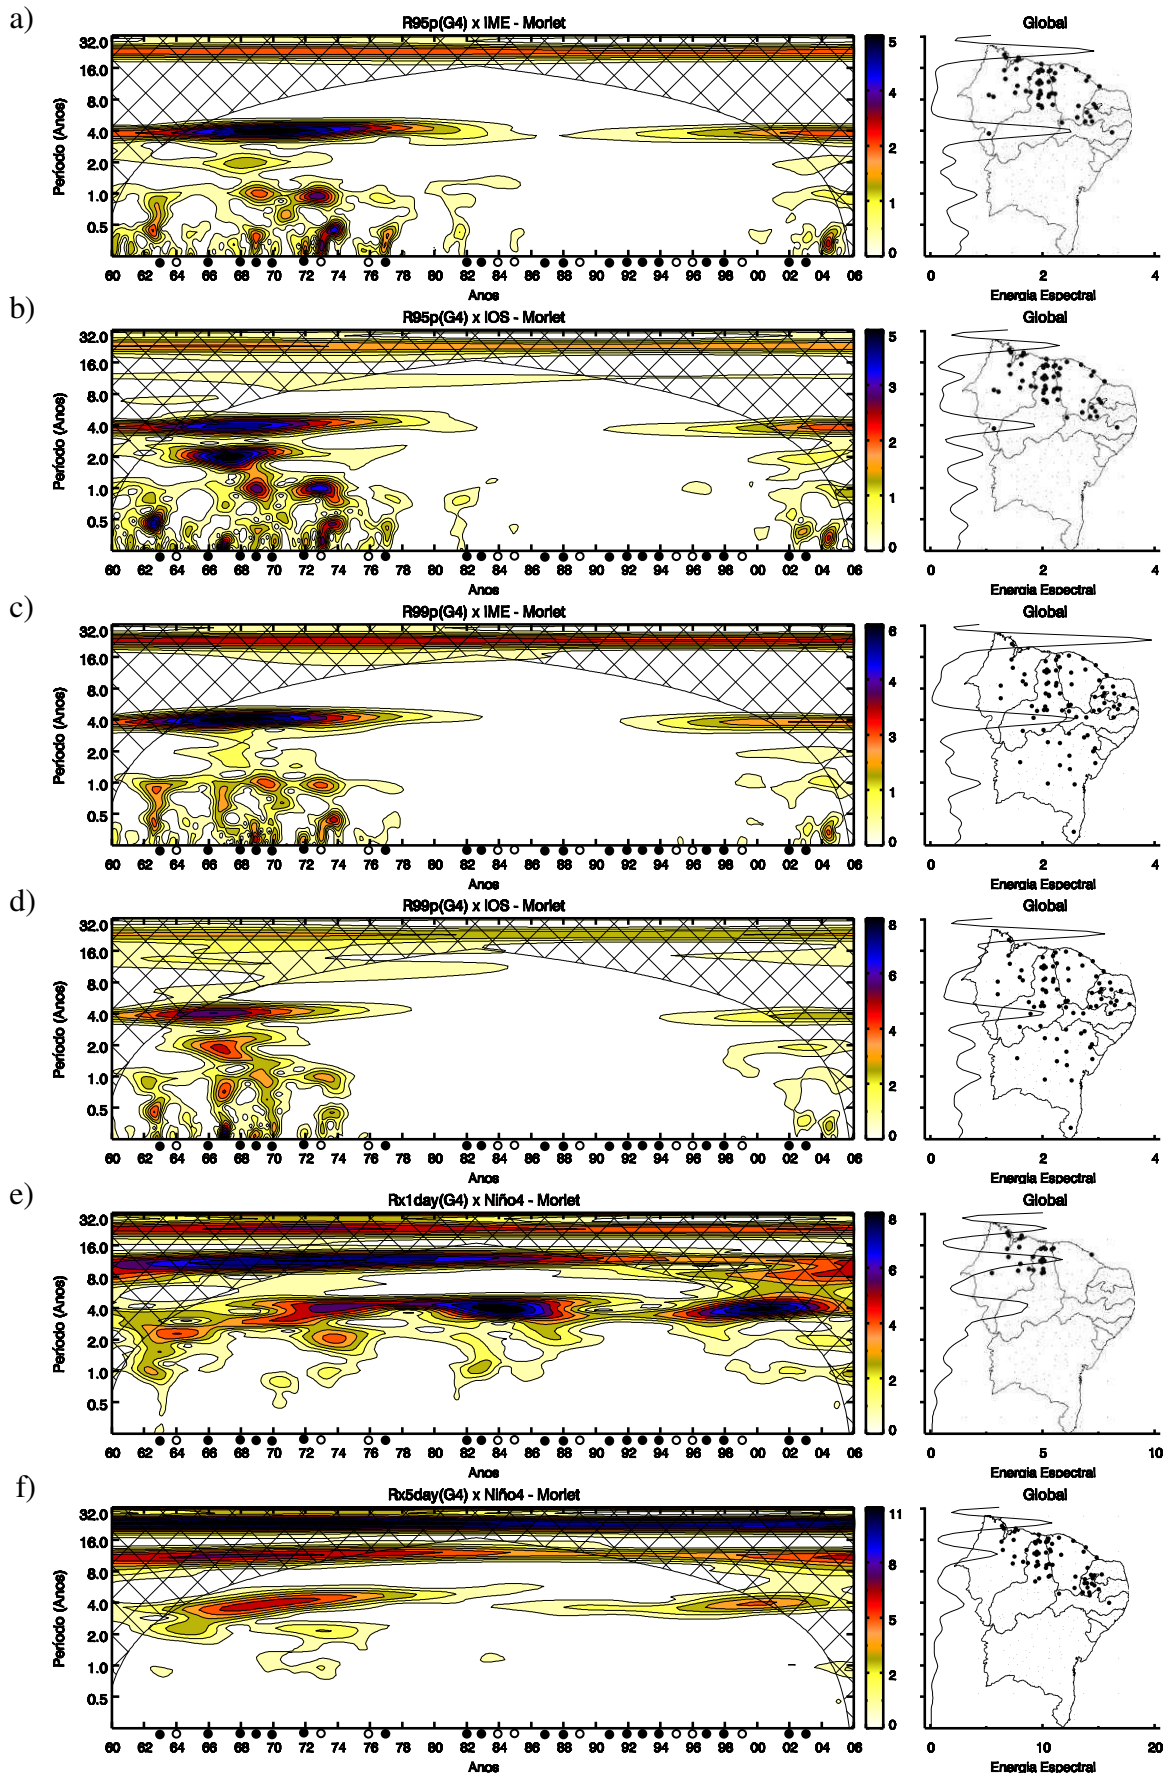 a)
R95p(G4) x IME - Morlet
Global
Período (Anos)
32.0
16.0
8.0
4.0
2.0
1.0
0.5
5
4
2
1
0
60 62 64 66 68 70 72 74 76 78 80 82 84 86 88 90 92 94 96 98 00 02 04 06
Anos
0 2 4
Energia Espectral
b)
R95p(G4) x IOS - Morlet
Global
Período (Anos)
32.0
16.0
8.0
4.0
2.0
1.0
0.5
5
3
2
1
0
60 62 64 66 68 70 72 74 76 78 80 82 84 86 88 90 92 94 96 98 00 02 04 06
Anos
0 2 4
Energia Espectral
c)
R99p(G4) x IME - Morlet
Global
Período (Anos)
32.0
16.0
8.0
4.0
2.0
1.0
0.5
6
4
3
1
0
60 62 64 66 68 70 72 74 76 78 80 82 84 86 88 90 92 94 96 98 00 02 04 06
Anos
0 2 4
Energia Espectral
d)
R99p(G4) x IOS - Morlet
Global
Período (Anos)
32.0
16.0
8.0
4.0
2.0
1.0
0.5
8
6
4
2
0
60 62 64 66 68 70 72 74 76 78 80 82 84 86 88 90 92 94 96 98 00 02 04 06
Anos
0 2 4
Energia Espectral
e)
Rx1day(G4) x Niño4 - Morlet
Global
Período (Anos)
32.0
16.0
8.0
4.0
2.0
1.0
0.5
8
6
4
2
0
60 62 64 66 68 70 72 74 76 78 80 82 84 86 88 90 92 94 96 98 00 02 04 06
Anos
0 5 10
Energia Espectral
f)
Rx5day(G4) x Niño4 - Morlet
Global
Período (Anos)
32.0
16.0
8.0
4.0
2.0
1.0
0.5
11
8
5
2
0
60 62 64 66 68 70 72 74 76 78 80 82 84 86 88 90 92 94 96 98 00 02 04 06
Anos
0 10 20
Energia Espectral